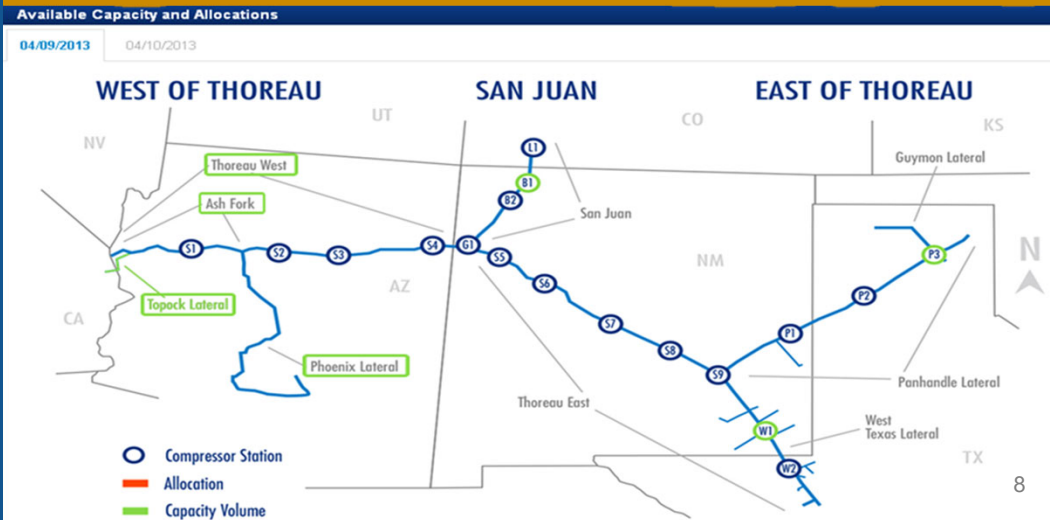 Available Capacity and Allocations
04/09/2013 04/10/2013
WEST OF THOREAU SAN JUAN EAST OF THOREAU
UT CO KS
NV
L1
Guymon Lateral
Thoreau West
B1
Ash Fork
B2
San Juan
S1 S2 S3 S4 G1 S5
P3
N
NM
AZ
S6
P2
Topock Lateral
CA
S7
P1
S8
Phoenix Lateral
S9
Panhandle Lateral
Thoreau East
W1
West
Texas Lateral
Compressor Station
W2
TX
Allocation
8
Capacity Volume